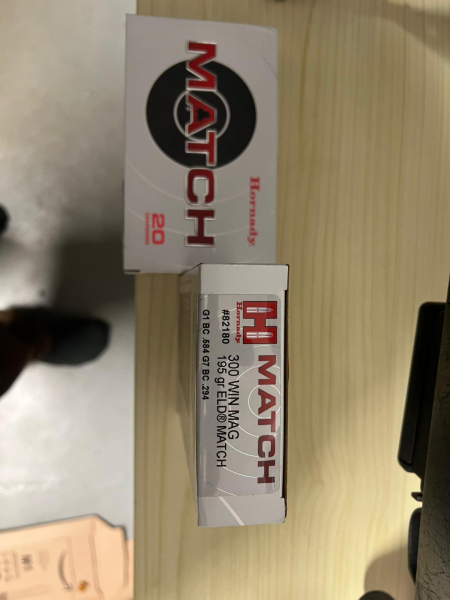 MATCH
Hornady
20
H
Hornady
MATCH
#82180
300 WIN MAG
195 gr ELD® MATCH
G1 BC .584 G7 BC .294